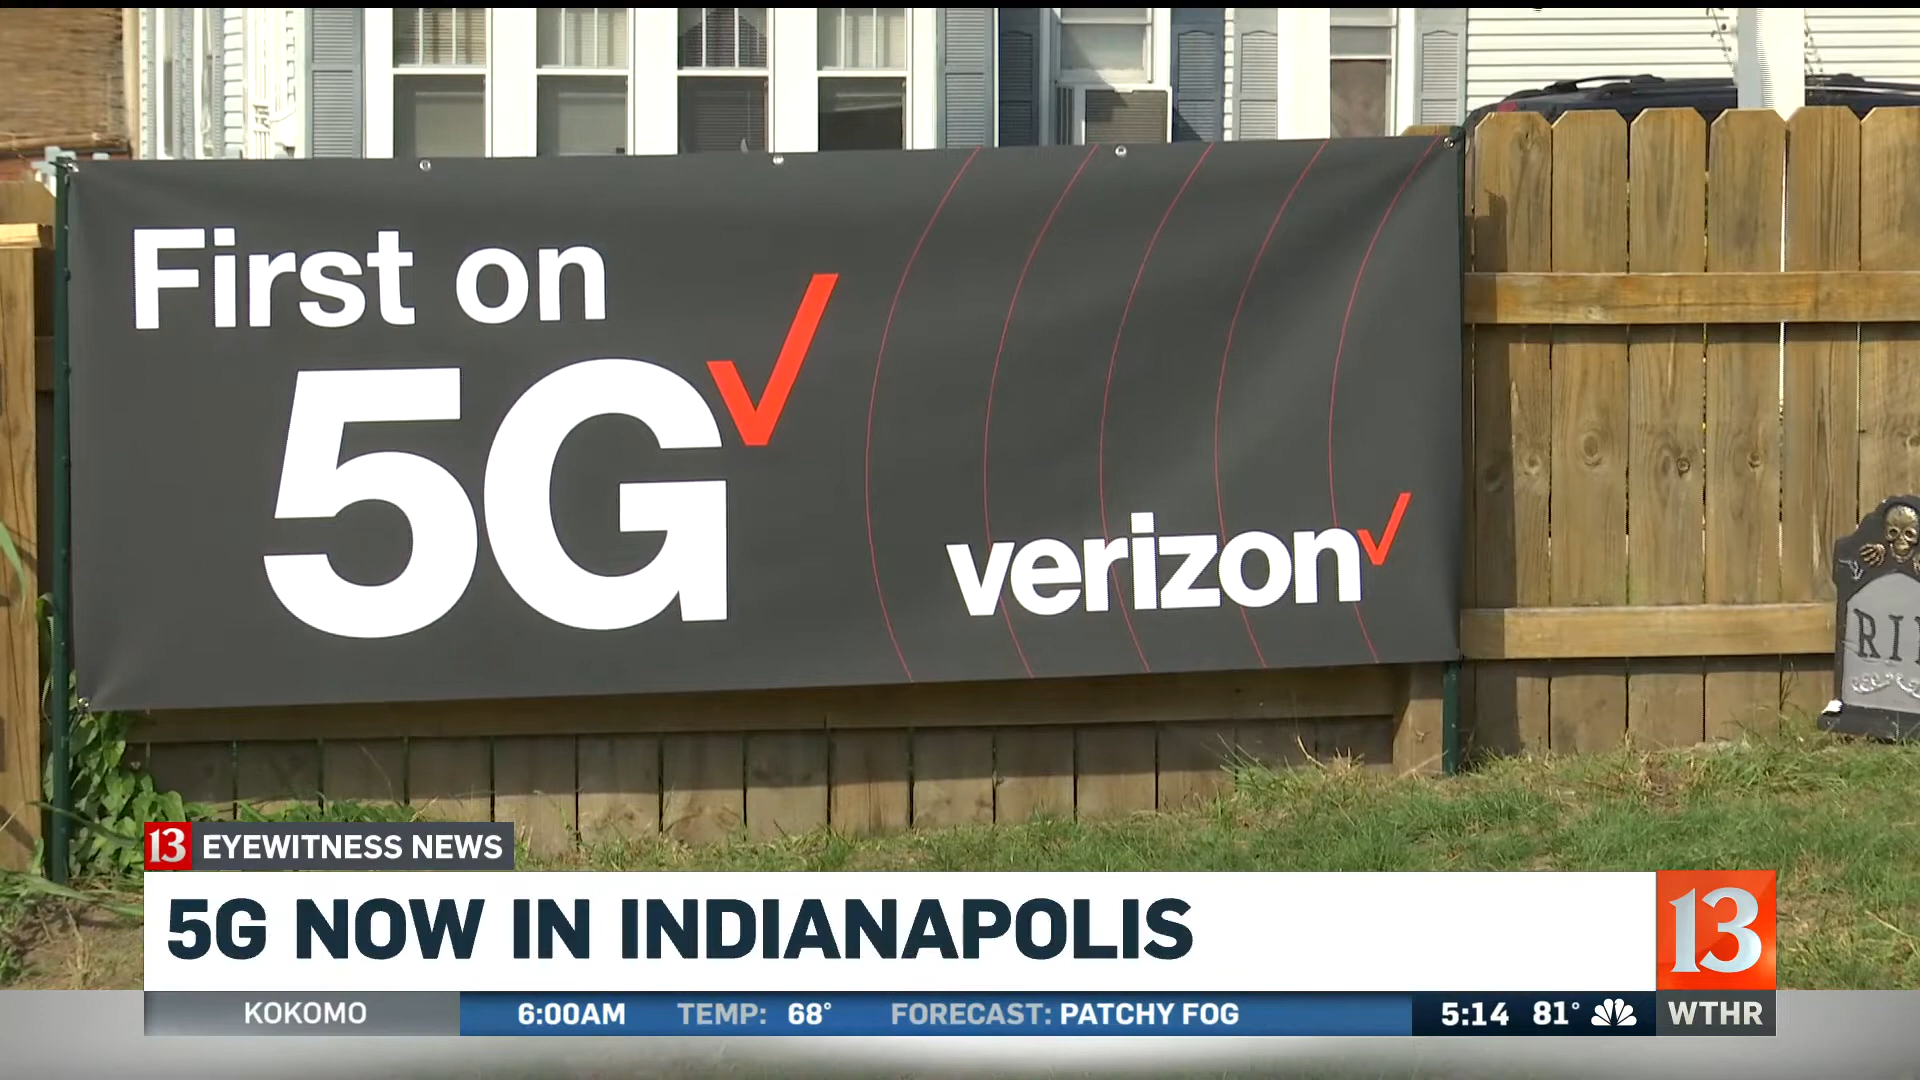 First on
5G
verizon
RI
13 EYEWITNESS NEWS
5G NOW IN INDIANAPOLIS
13
KOKOMO 6:00AM TEMP: 68° FORECAST: PATCHY FOG 5:14 81° WTHR